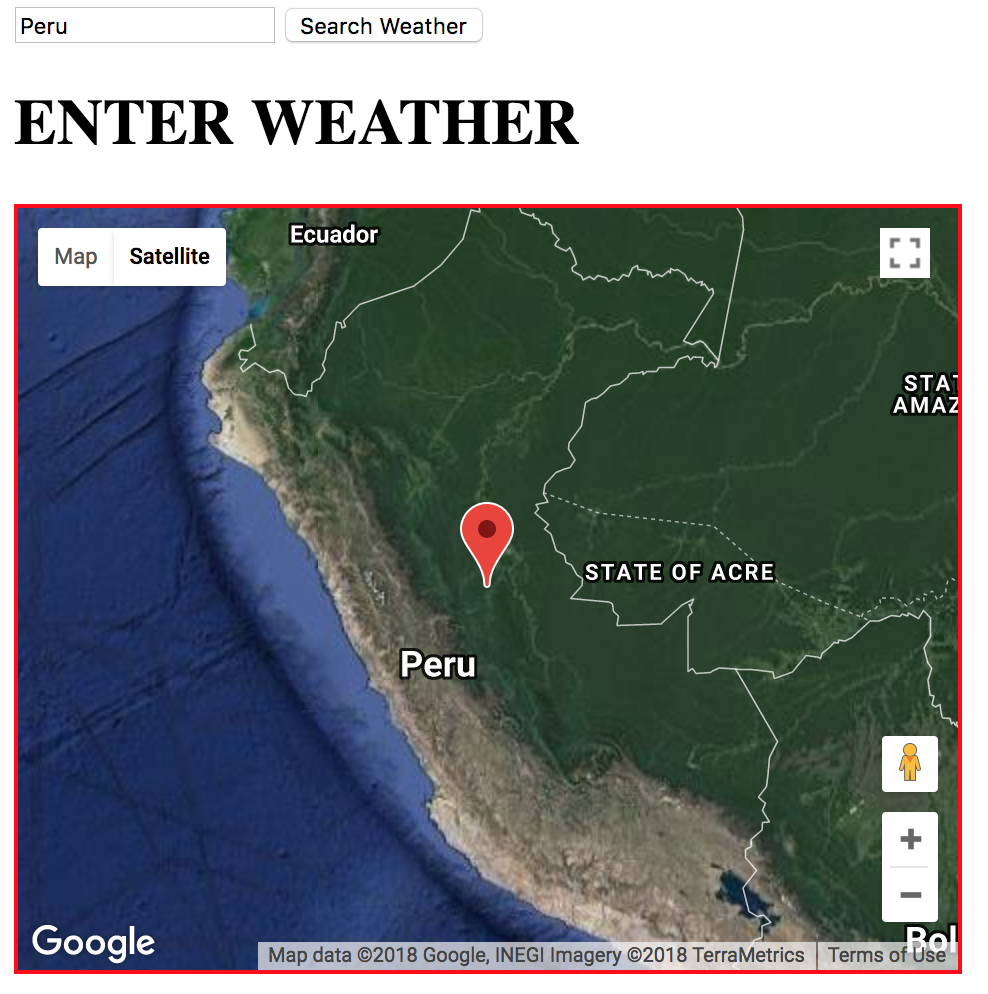 Peru
Search Weather
ENTER WEATHER
Map
Satellite
Ecuador
STAT
AMAZ
STATE OF ACRE
Peru
Bol
Google
Map data ©2018 Google, INEGI Imagery ©2018 TerraMetrics
Terms of Use